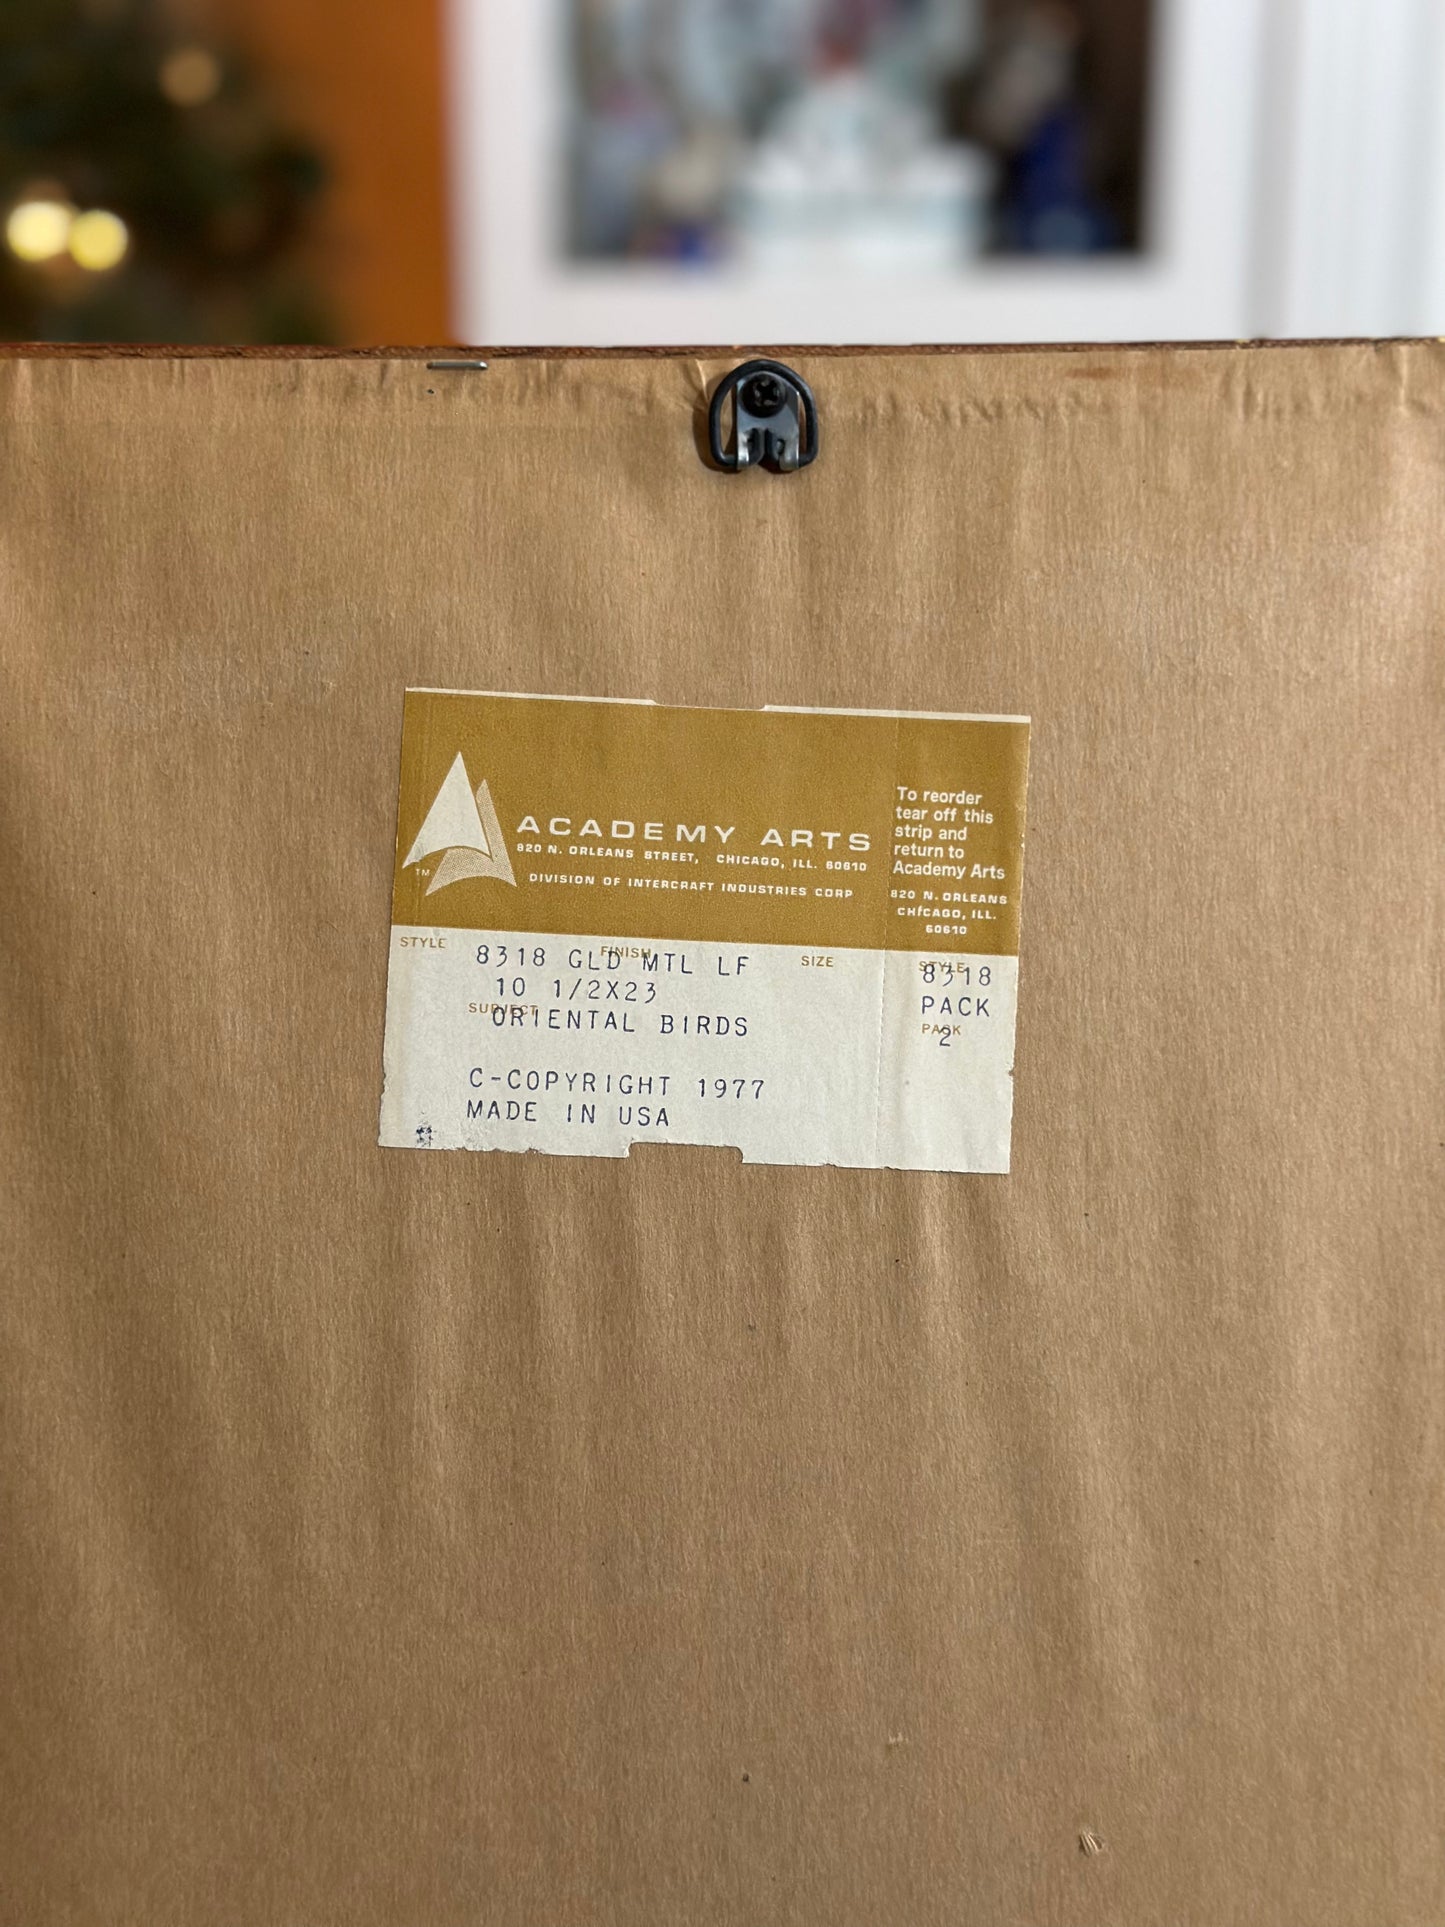 ACADEMY ARTS
820 N. ORLEANS STREET, CHICAGO, ILL. 60610
DIVISION OF INTERCRAFT INDUSTRIES CORP
TM
To reorder
tear off this
strip and
return to
Academy Arts
820 N. ORLEANS
CHICAGO, ILL.
60610
STYLE FINISH SIZE
8318 GLD MTL LF
10 1/2X23
SUBJECT
ORIENTAL BIRDS
C-COPYRIGHT 1977
MADE IN USA
STYLE
8318
PACK
PACK
2